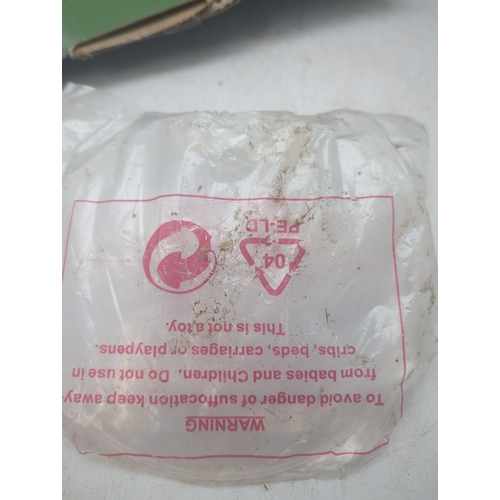 WARNING
To avoid danger of suffocation keep away
from babies and Children. Do not use in
cribs, beds, carriages or playpens.
This is not a toy.
04
PE-LD